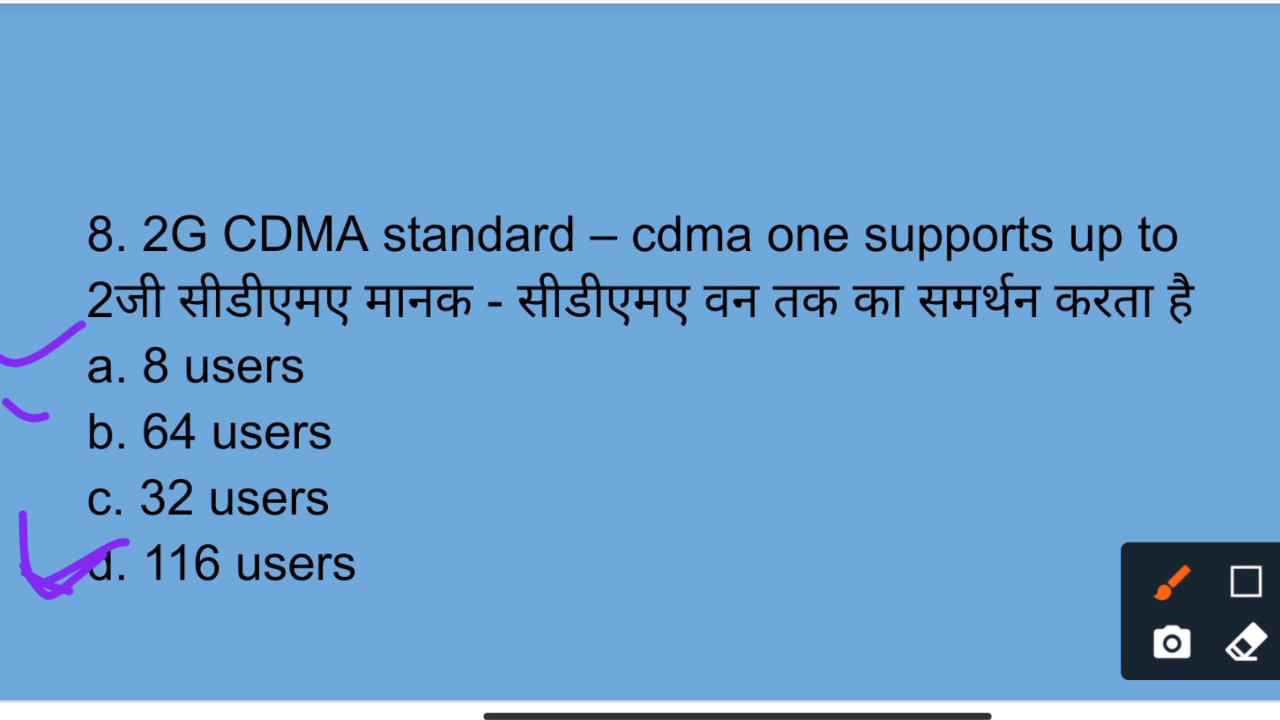 8. 2G CDMA standard – cdma one supports up to
2जी सीडीएमए मानक - सीडीएमए वन तक का समर्थन करता है
a. 8 users
b. 64 users
c. 32 users
d. 116 users